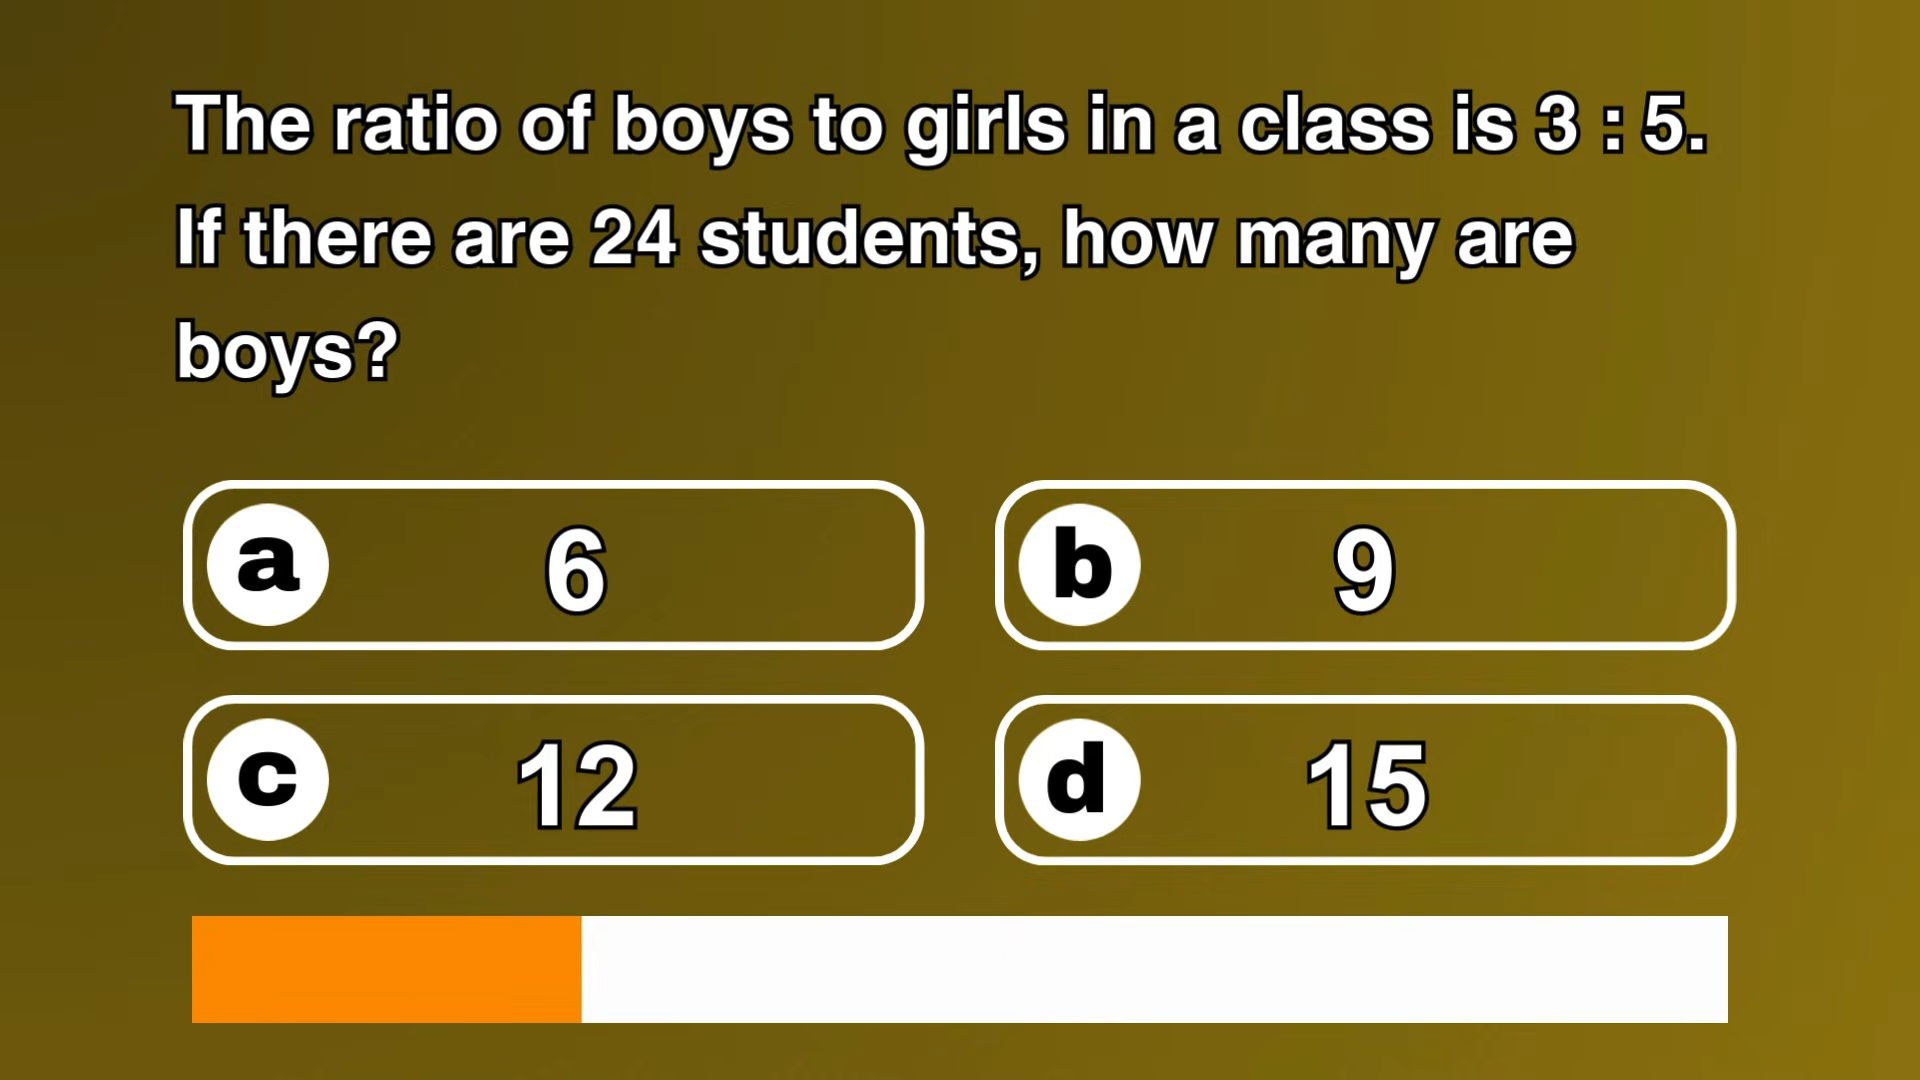 The ratio of boys to girls in a class is 3 : 5.
If there are 24 students, how many are
boys?
a 6
b 9
c 12
d 15